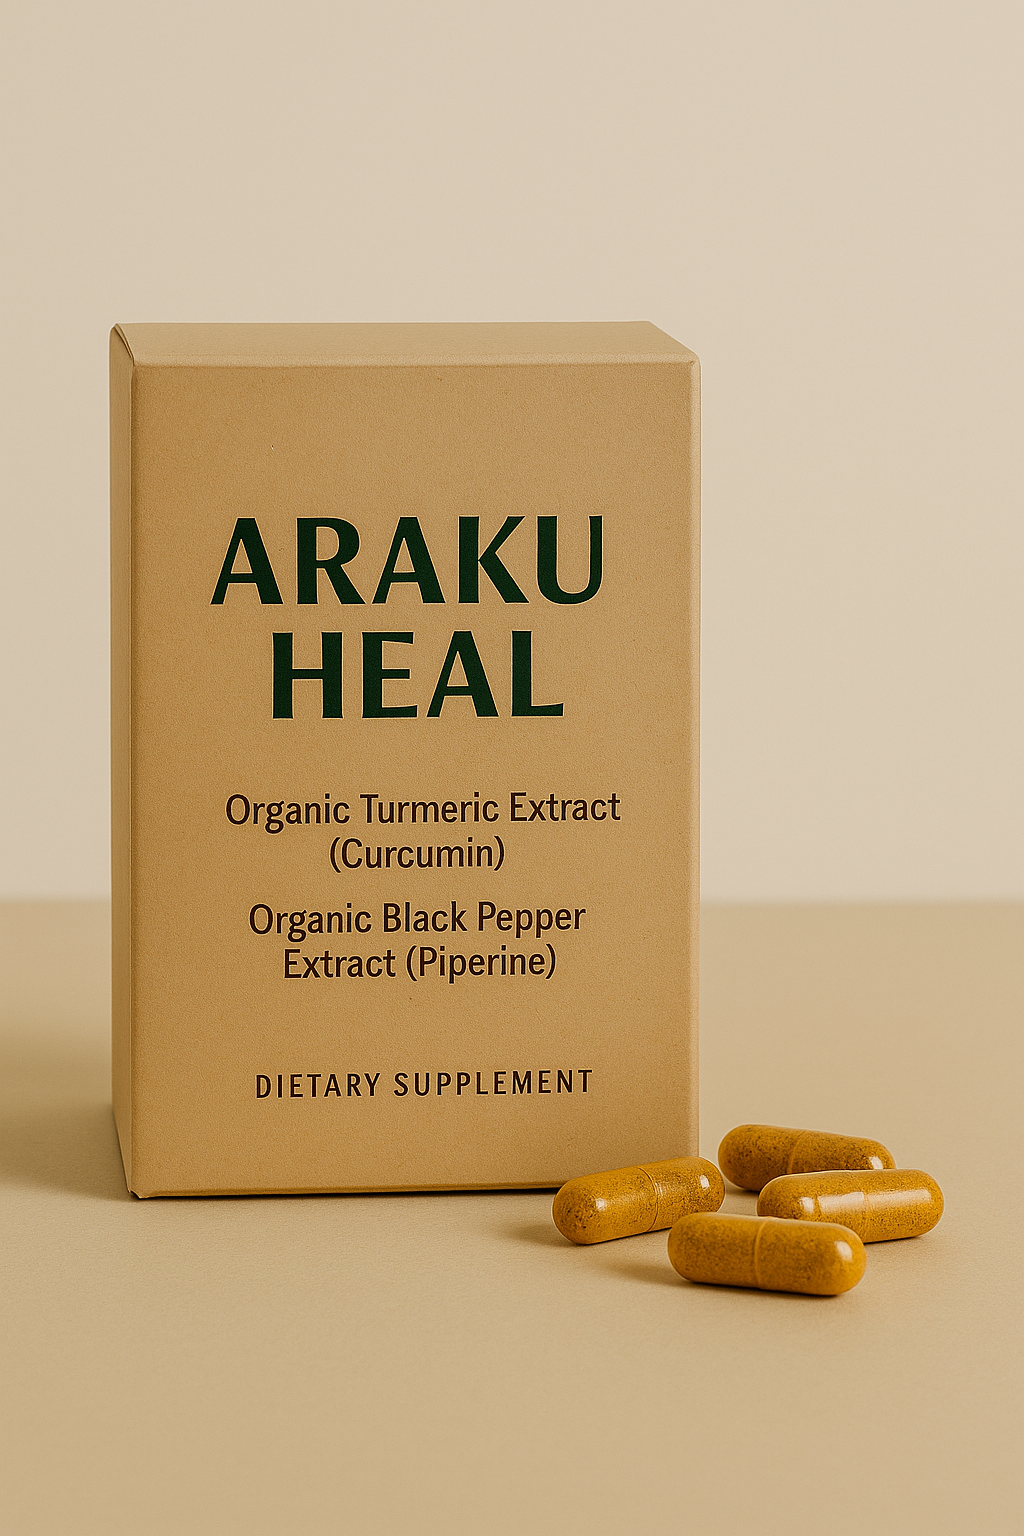 ARAKU
HEAL
Organic Turmeric Extract
(Curcumin)
Organic Black Pepper
Extract (Piperine)
DIETARY SUPPLEMENT